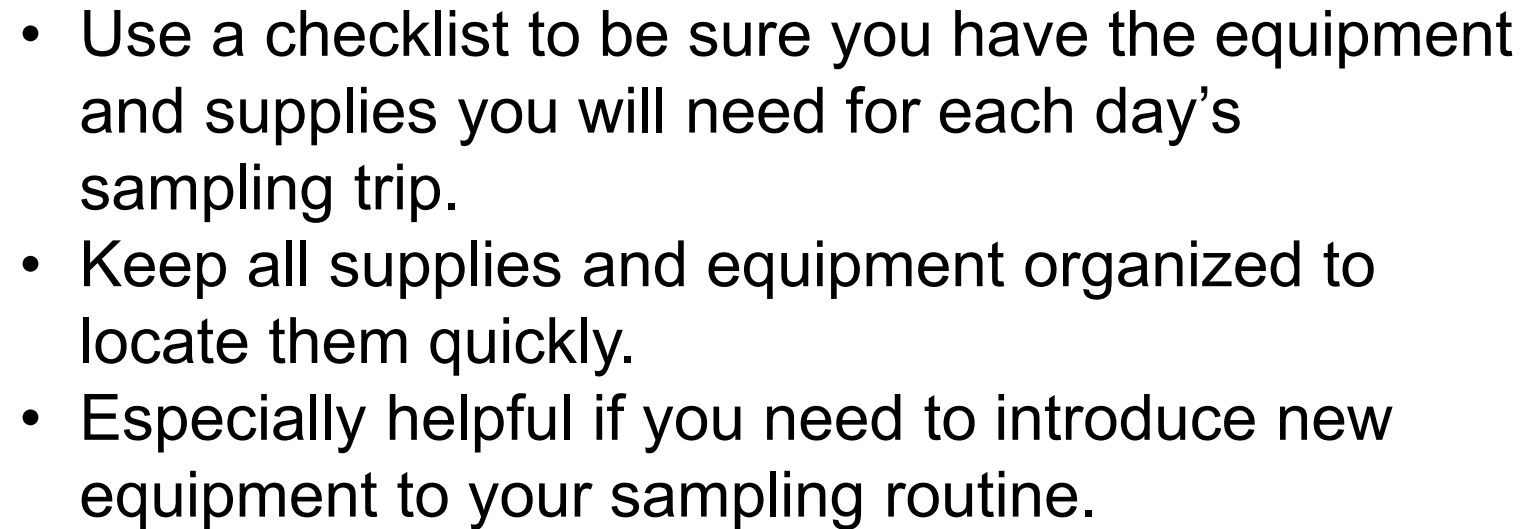 • Use a checklist to be sure you have the equipment
and supplies you will need for each day’s
sampling trip.
• Keep all supplies and equipment organized to
locate them quickly.
• Especially helpful if you need to introduce new
equipment to your sampling routine.